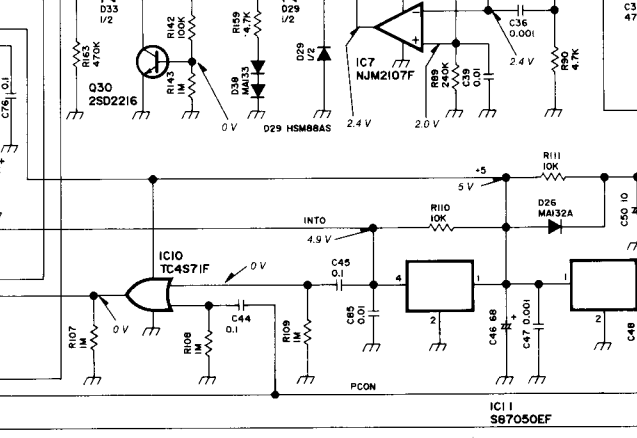 D33
1/2
R142
100K
R159
4.7K
D29
1/2
C36
0.001
R163
470K
Q30
2SD2216
R143
1M
D38
MA133
D29
1/2
IC7
NJM2107F
R89
240K
C39
0.01
2.4 V
R90
4.7K
C76 0.1
0 V
D29 HSM88AS
2.4 V
2.0 V
R111
10K
+5
5 V
INTO
4.9 V
R110
10K
D26
MA132A
C50 10
IC10
TC4S71F
0 V
C45
0.1
4
1
1
R107
1M
0 V
R108
1M
C44
0.1
R109
1M
C85
0.01
2
C46 68
+
C47 0.001
2
C48
PCON
IC11
S87050EF